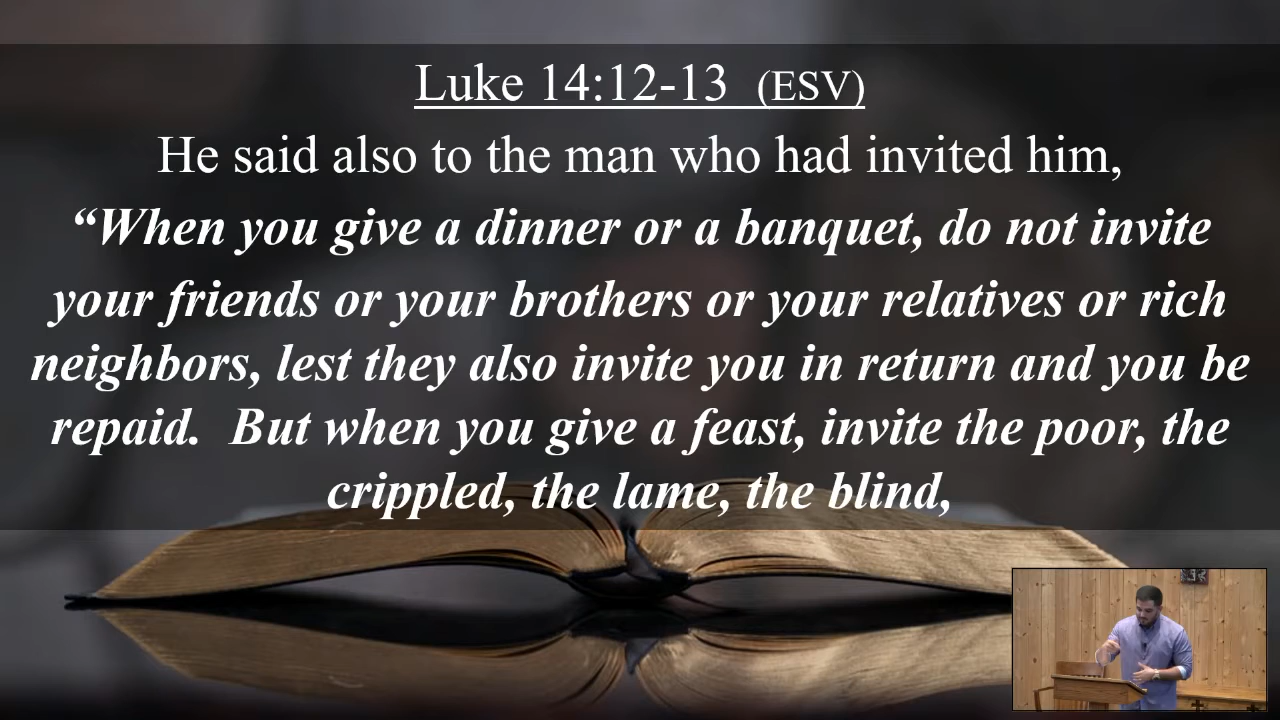 Luke 14:12-13  (ESV)
He said also to the man who had invited him,
“When you give a dinner or a banquet, do not invite
your friends or your brothers or your relatives or rich
neighbors, lest they also invite you in return and you be
repaid.  But when you give a feast, invite the poor, the
crippled, the lame, the blind,